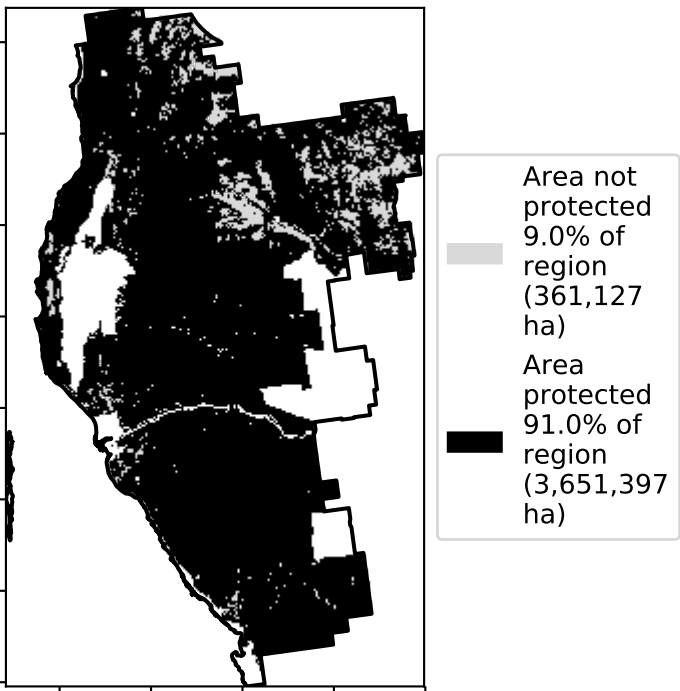 Area not
protected
9.0% of
region
(361,127
ha)
Area
protected
91.0% of
region
(3,651,397
ha)